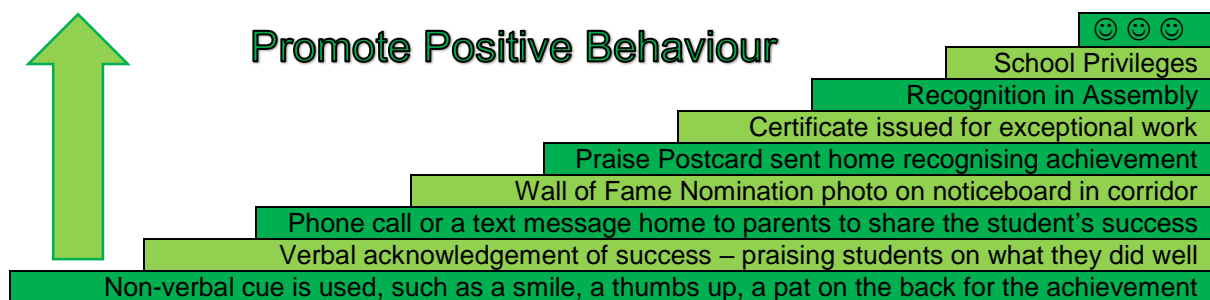 Promote Positive Behaviour
☺ ☺ ☺
School Privileges
Recognition in Assembly
Certificate issued for exceptional work
Praise Postcard sent home recognising achievement
Wall of Fame Nomination photo on noticeboard in corridor
Phone call or a text message home to parents to share the student’s success
Verbal acknowledgement of success – praising students on what they did well
Non-verbal cue is used, such as a smile, a thumbs up, a pat on the back for the achievement